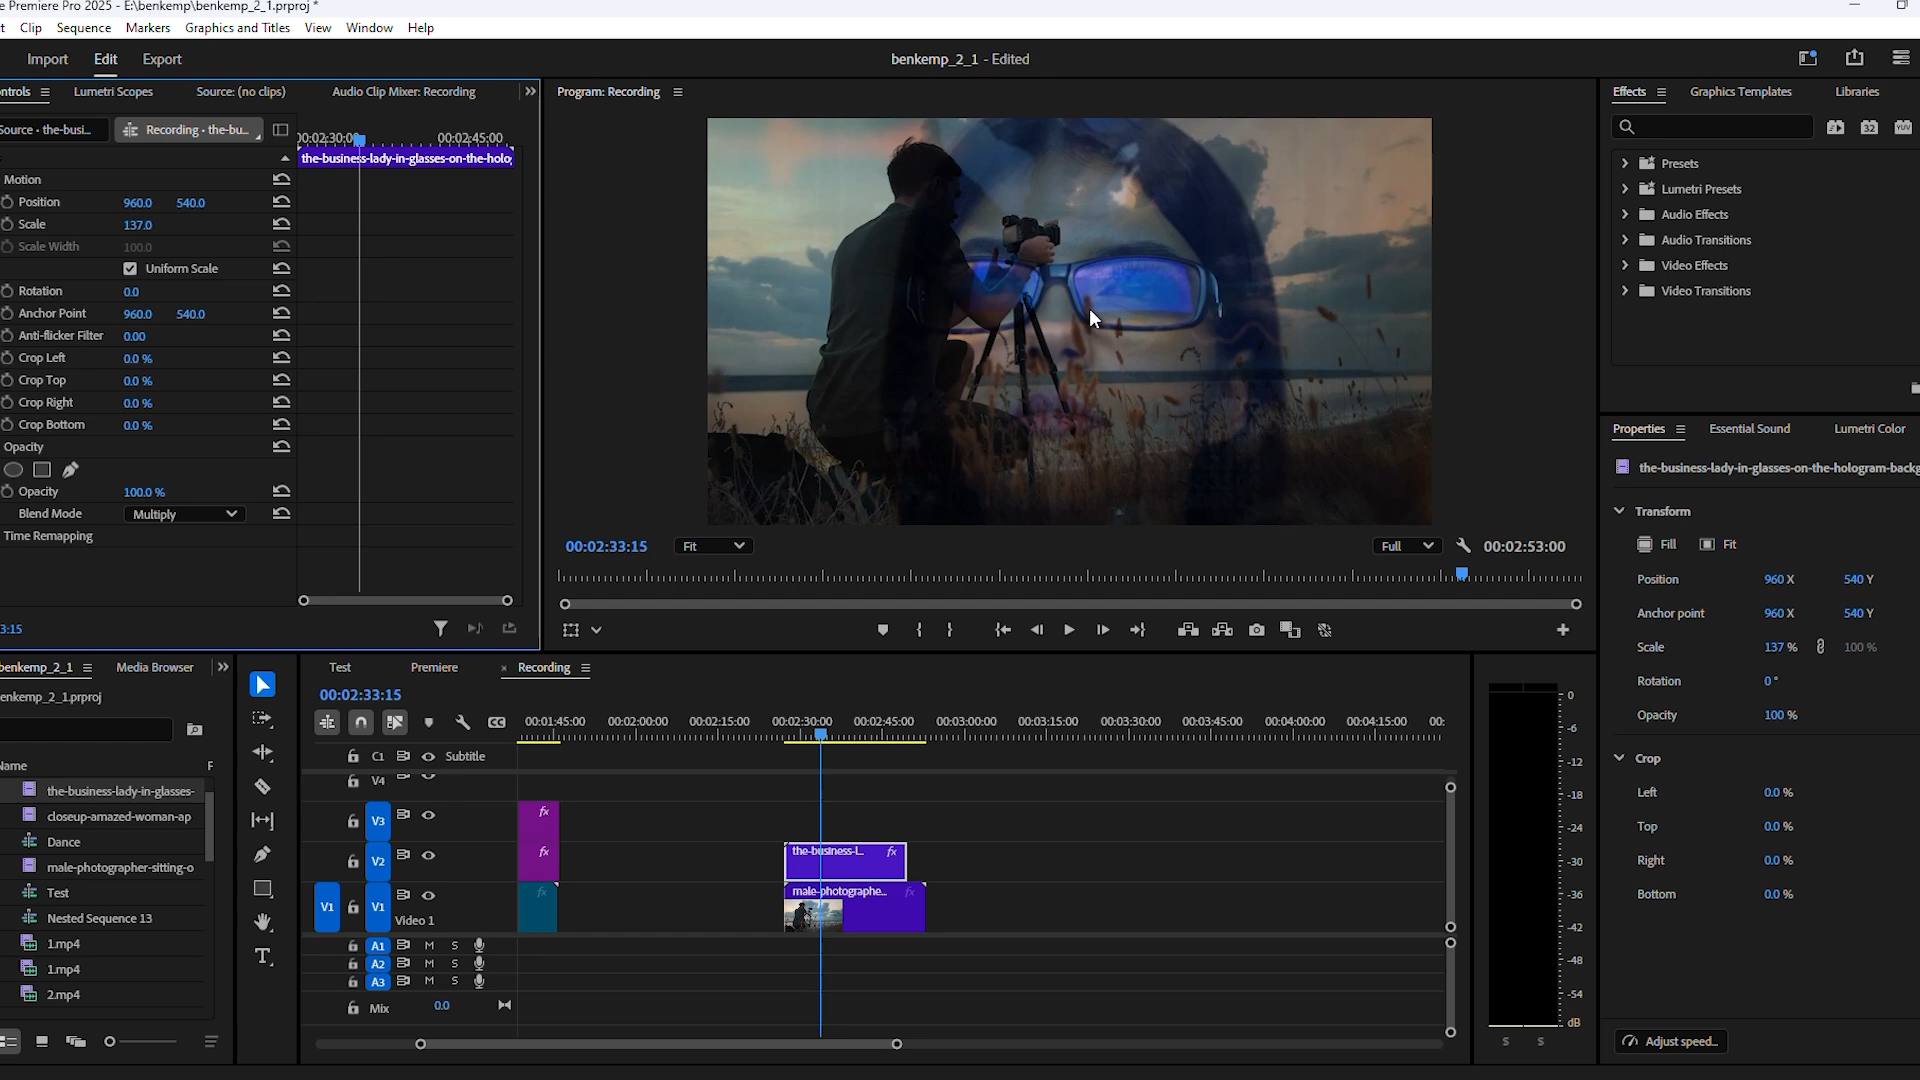 e Premiere Pro 2025 - E:\benkemp\benkemp_2_1.prproj *
t Clip Sequence Markers Graphics and Titles View Window Help
Import Edit Export
benkemp_2_1 - Edited
ontrols Lumetri Scopes Source: (no clips) Audio Clip Mixer: Recording
Source • the-busi... Recording • the-bu...
00:02:30:00 00:02:45:00
the-business-lady-in-glasses-on-the-holo
Motion
Position 960.0 540.0
Scale 137.0
Scale Width 100.0
Uniform Scale
Rotation 0.0
Anchor Point 960.0 540.0
Anti-flicker Filter 0.00
Crop Left 0.0 %
Crop Top 0.0 %
Crop Right 0.0 %
Crop Bottom 0.0 %
Opacity
Opacity 100.0 %
Blend Mode Multiply
Time Remapping
3:15
Program: Recording
00:02:33:15 Fit Full 00:02:53:00
Effects Graphics Templates Libraries
32 YUV
Presets
Lumetri Presets
Audio Effects
Audio Transitions
Video Effects
Video Transitions
Properties Essential Sound Lumetri Color
the-business-lady-in-glasses-on-the-hologram-backg
Transform
Fill Fit
Position 960 X 540 Y
Anchor point 960 X 540 Y
Scale 137 % 100 %
Rotation 0 °
Opacity 100 %
Crop
Left 0.0 %
Top 0.0 %
Right 0.0 %
Bottom 0.0 %
Adjust speed...
benkemp_2_1 Media Browser
enkemp_2_1.prproj
Name F
the-business-lady-in-glasses-
closeup-amazed-woman-ap
Dance
male-photographer-sitting-o
Test
Nested Sequence 13
1.mp4
1.mp4
2.mp4
Test Premiere × Recording
00:02:33:15
CC 00:01:45:00 00:02:00:00 00:02:15:00 00:02:30:00 00:02:45:00 00:03:00:00 00:03:15:00 00:03:30:00 00:03:45:00 00:04:00:00 00:04:15:00 00:
C1 Subtitle
V4
V3 fx
V2 fx the-business-l... fx
V1 V1 Video 1 fx male-photographe... fx
A1 M S
A2 M S
A3 M S
Mix 0.0
T
0
-6
-12
-18
-24
-30
-36
-42
-48
-54
dB
S S